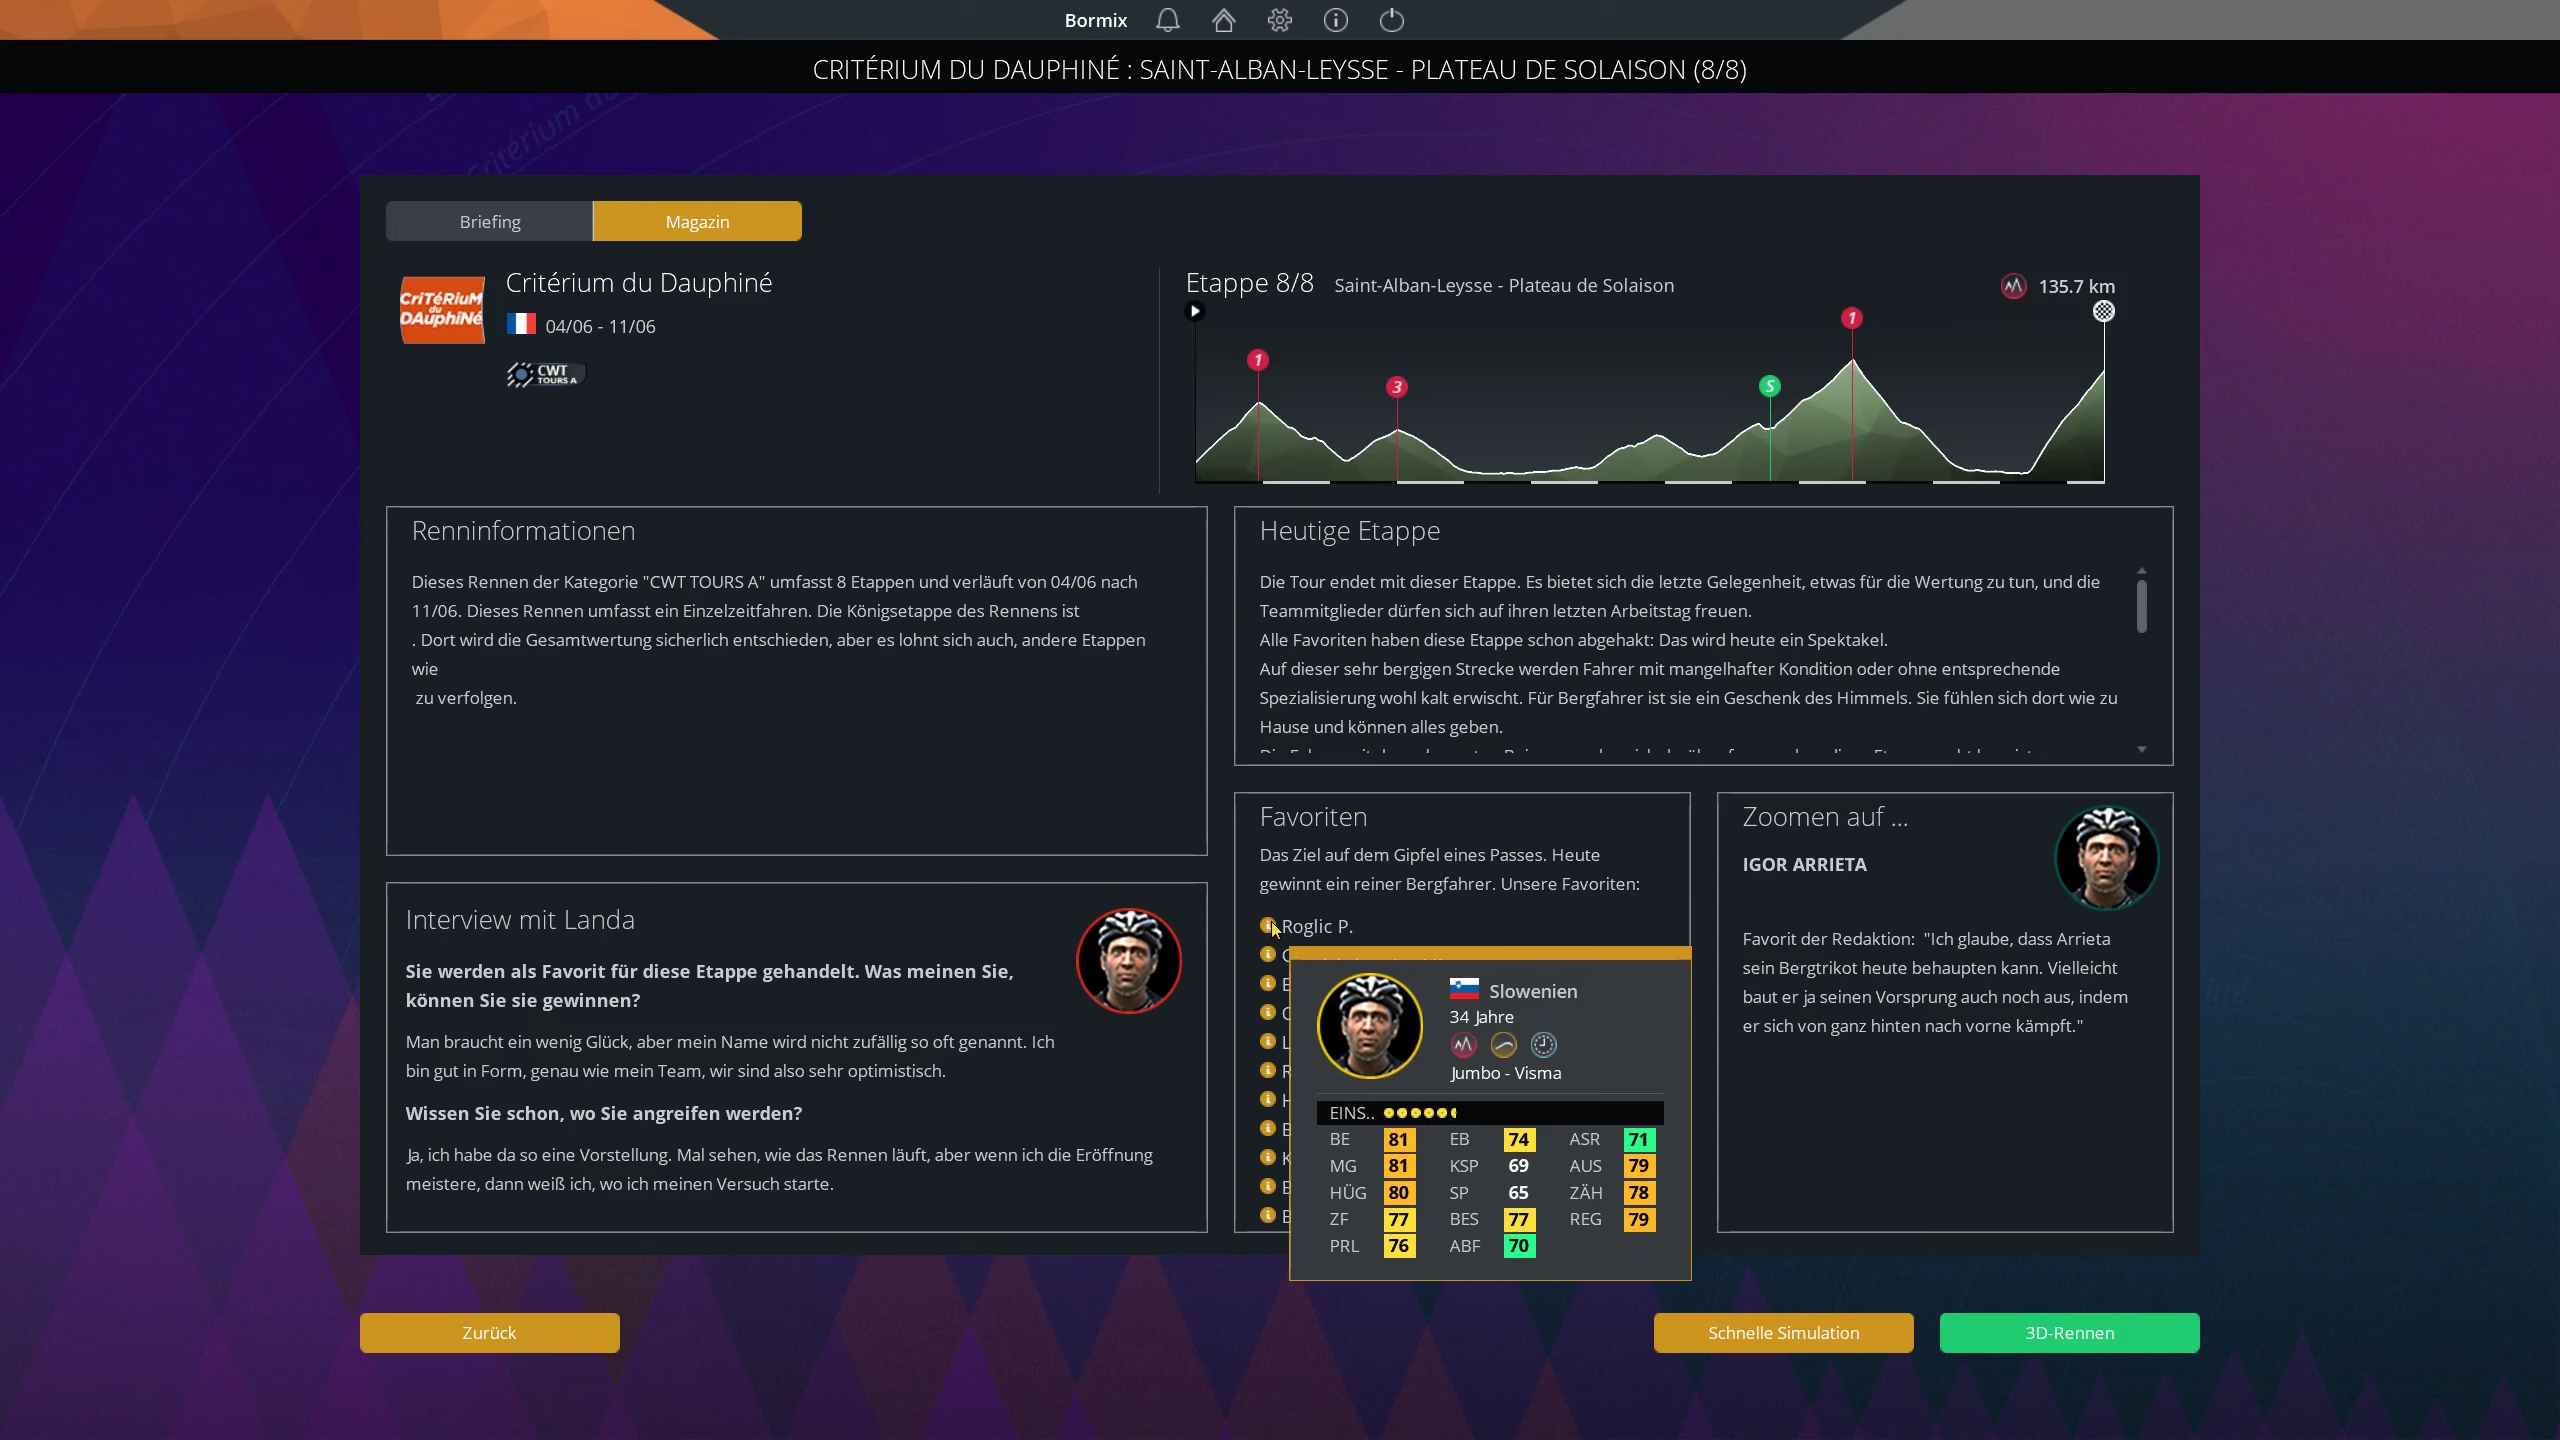 Bormix
CRITÉRIUM DU DAUPHINÉ : SAINT-ALBAN-LEYSSE - PLATEAU DE SOLAISON (8/8)
Critérium du
Briefing
Magazin
CRITéRIUM
du
DAuphiNé
Critérium du Dauphiné
04/06 - 11/06
CWT
TOURS A
Etappe 8/8
Saint-Alban-Leysse - Plateau de Solaison
135.7 km
1
3
S
1
Renninformationen
Dieses Rennen der Kategorie "CWT TOURS A" umfasst 8 Etappen und verläuft von 04/06 nach
11/06. Dieses Rennen umfasst ein Einzelzeitfahren. Die Königsetappe des Rennens ist
. Dort wird die Gesamtwertung sicherlich entschieden, aber es lohnt sich auch, andere Etappen
wie
zu verfolgen.
Heutige Etappe
Die Tour endet mit dieser Etappe. Es bietet sich die letzte Gelegenheit, etwas für die Wertung zu tun, und die
Teammitglieder dürfen sich auf ihren letzten Arbeitstag freuen.
Alle Favoriten haben diese Etappe schon abgehakt: Das wird heute ein Spektakel.
Auf dieser sehr bergigen Strecke werden Fahrer mit mangelhafter Kondition oder ohne entsprechende
Spezialisierung wohl kalt erwischt. Für Bergfahrer ist sie ein Geschenk des Himmels. Sie fühlen sich dort wie zu
Hause und können alles geben.
Interview mit Landa
Sie werden als Favorit für diese Etappe gehandelt. Was meinen Sie,
können Sie sie gewinnen?
Man braucht ein wenig Glück, aber mein Name wird nicht zufällig so oft genannt. Ich
bin gut in Form, genau wie mein Team, wir sind also sehr optimistisch.
Wissen Sie schon, wo Sie angreifen werden?
Ja, ich habe da so eine Vorstellung. Mal sehen, wie das Rennen läuft, aber wenn ich die Eröffnung
meistere, dann weiß ich, wo ich meinen Versuch starte.
Favoriten
Das Ziel auf dem Gipfel eines Passes. Heute
gewinnt ein reiner Bergfahrer. Unsere Favoriten:
Roglic P.
Slowenien
34 Jahre
Jumbo - Visma
EINS..
BE 81 EB 74 ASR 71
MG 81 KSP 69 AUS 79
HÜG 80 SP 65 ZÄH 78
ZF 77 BES 77 REG 79
PRL 76 ABF 70
Zoomen auf ...
IGOR ARRIETA
Favorit der Redaktion: "Ich glaube, dass Arrieta
sein Bergtrikot heute behaupten kann. Vielleicht
baut er ja seinen Vorsprung auch noch aus, indem
er sich von ganz hinten nach vorne kämpft."
Zurück
Schnelle Simulation
3D-Rennen